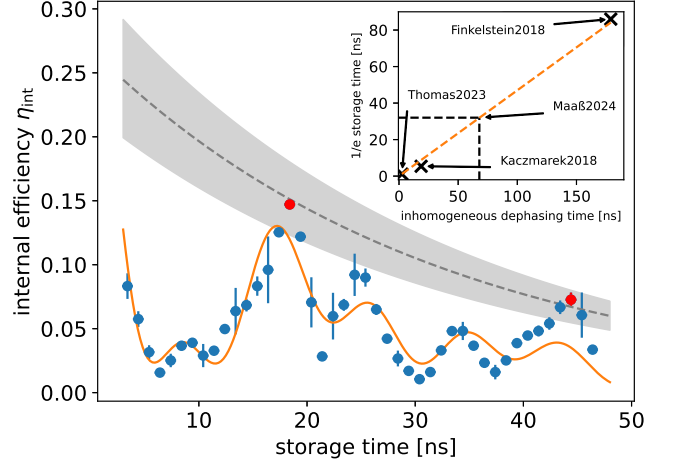 internal efficiency ηint
0.30
0.25
0.20
0.15
0.10
0.05
0.00
10
20
30
40
50
storage time [ns]
1/e storage time [ns]
80
60
40
20
0
0
50
100
150
inhomogeneous dephasing time [ns]
Finkelstein2018
Thomas2023
Maaß2024
Kaczmarek2018